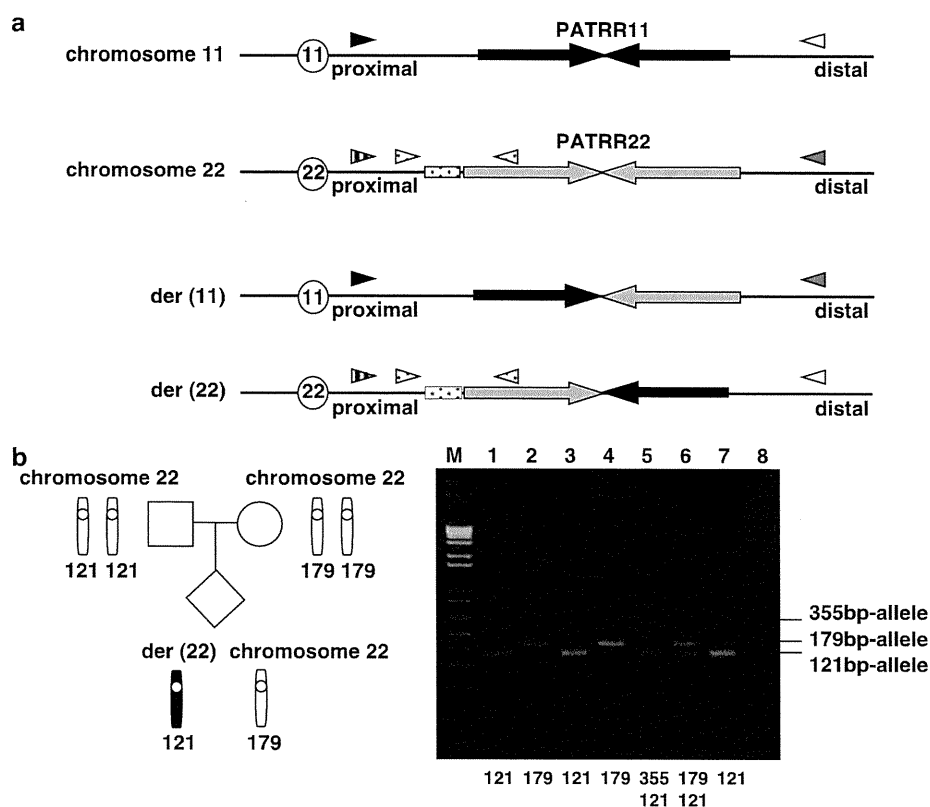 a
PATRR11
chromosome 11
11
proximal
distal
PATRR22
chromosome 22
22
proximal
distal
der (11)
11
proximal
distal
der (22)
22
proximal
distal
b
chromosome 22
chromosome 22
121 121
179 179
der (22) chromosome 22
121
179
M 1 2 3 4 5 6 7 8
355bp-allele
179bp-allele
121bp-allele
121 179 121 179 355 179 121
121 121